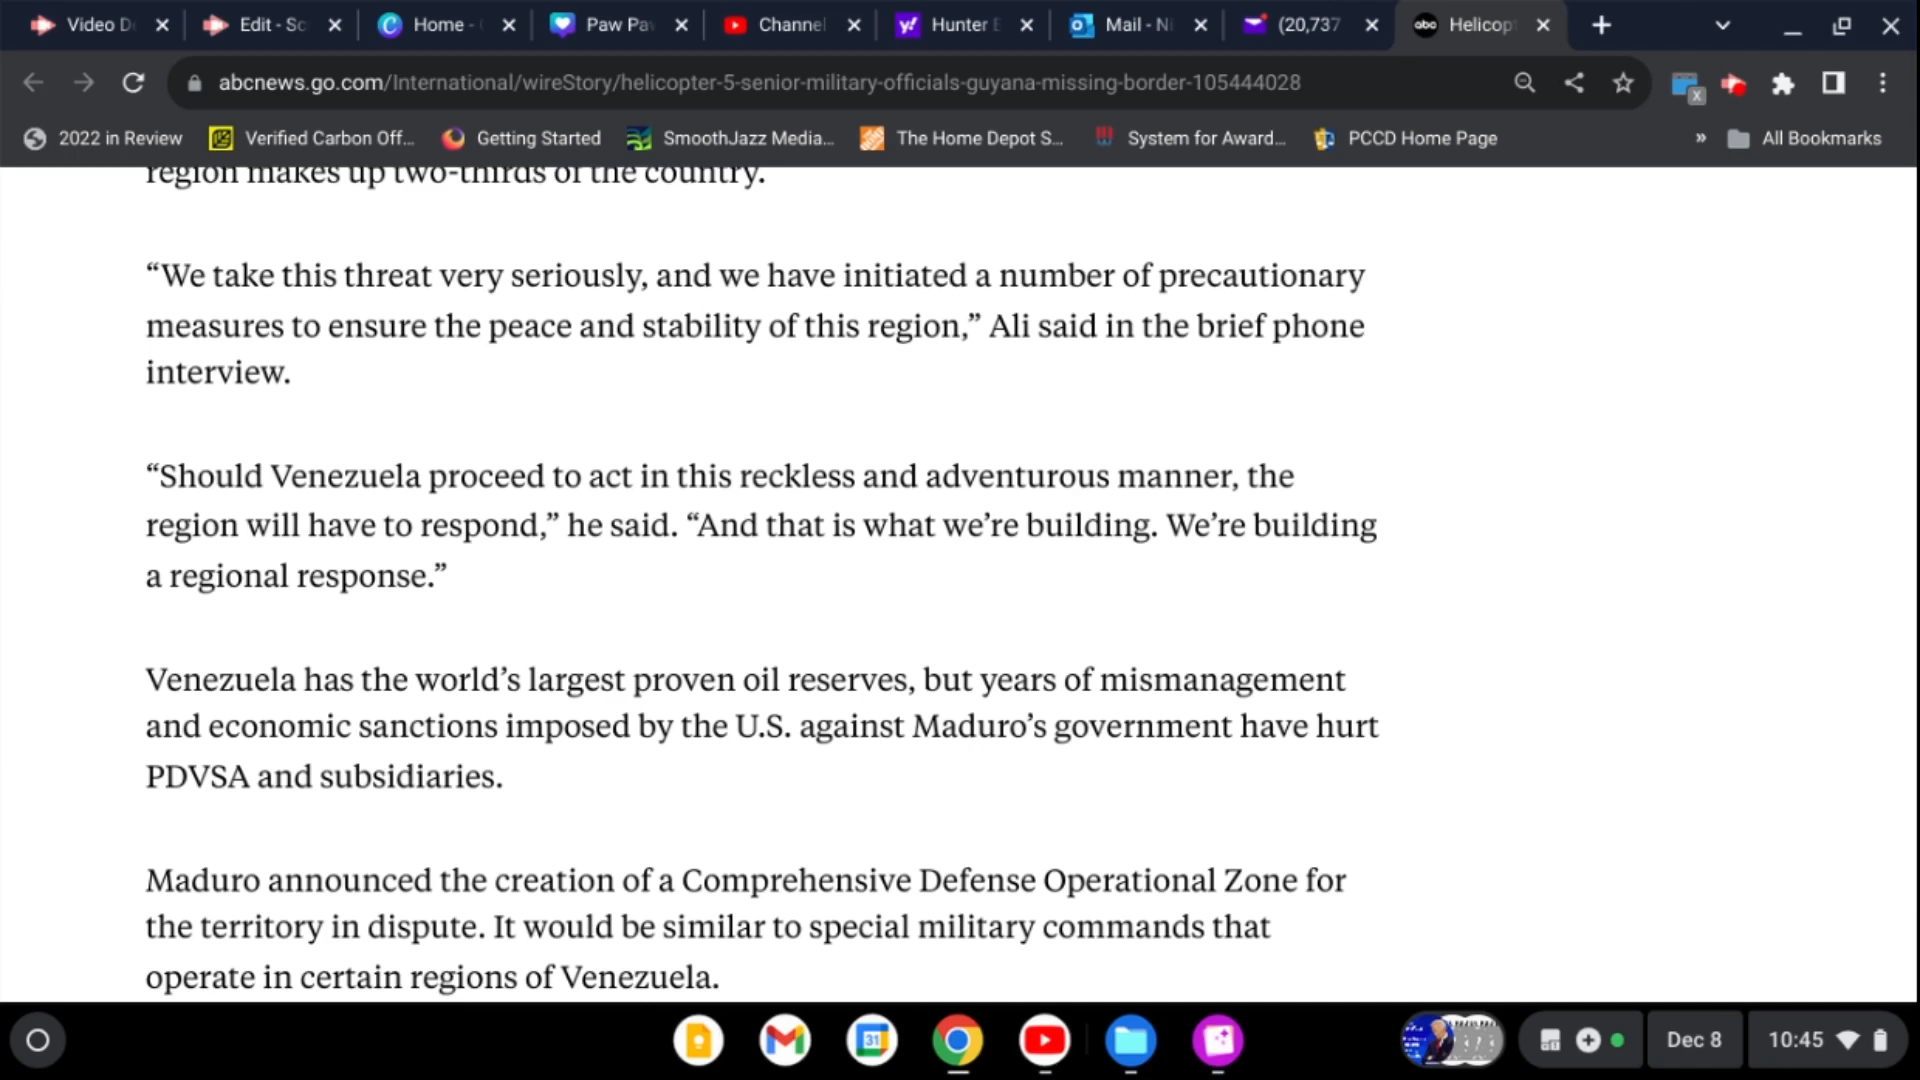 Video D
Edit - Sc
Home -
Paw Pa
Channel
Hunter
Mail - Ni
(20,737
abc
Helicop
abcnews.go.com/International/wireStory/helicopter-5-senior-military-officials-guyana-missing-border-105444028
2022 in Review
Verified Carbon Off...
Getting Started
SmoothJazz Media...
The Home Depot S...
System for Award...
PCCD Home Page
»
All Bookmarks
region makes up two-thirds of the country.
“We take this threat very seriously, and we have initiated a number of precautionary
measures to ensure the peace and stability of this region,” Ali said in the brief phone
interview.
“Should Venezuela proceed to act in this reckless and adventurous manner, the
region will have to respond,” he said. “And that is what we’re building. We’re building
a regional response.”
Venezuela has the world’s largest proven oil reserves, but years of mismanagement
and economic sanctions imposed by the U.S. against Maduro’s government have hurt
PDVSA and subsidiaries.
Maduro announced the creation of a Comprehensive Defense Operational Zone for
the territory in dispute. It would be similar to special military commands that
operate in certain regions of Venezuela.
31
Dec 8
10:45